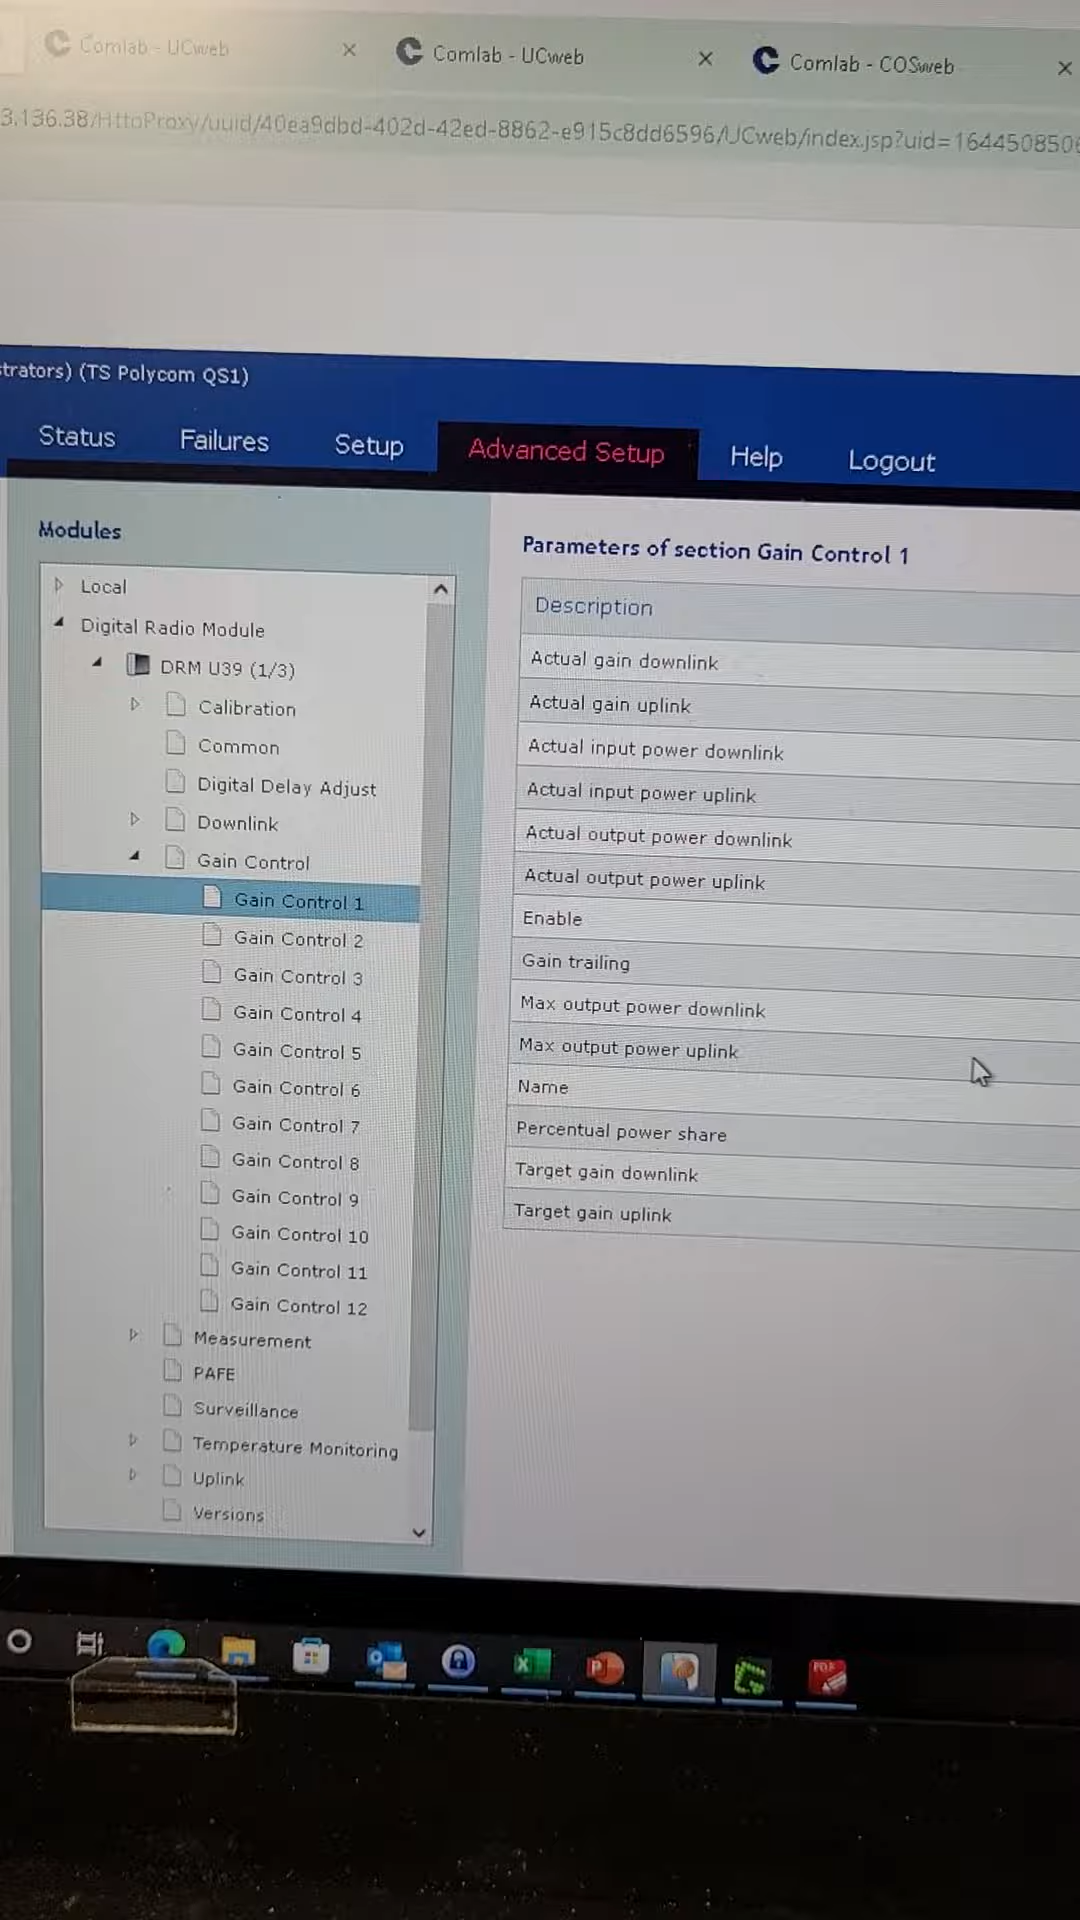 Comlab - UCweb
Comlab - UCweb
Comlab - COSweb
3.136.38/HttoProxy/uuid/40ea9dbd-402d-42ed-8862-e915c8dd6596/UCweb/index.jsp?uid=1644508506
strators) (TS Polycom QS1)
Status Failures Setup Advanced Setup Help Logout
Modules
Local
Digital Radio Module
DRM U39 (1/3)
Calibration
Common
Digital Delay Adjust
Downlink
Gain Control
Gain Control 1
Gain Control 2
Gain Control 3
Gain Control 4
Gain Control 5
Gain Control 6
Gain Control 7
Gain Control 8
Gain Control 9
Gain Control 10
Gain Control 11
Gain Control 12
Measurement
PAFE
Surveillance
Temperature Monitoring
Uplink
Versions
Parameters of section Gain Control 1
Description
Actual gain downlink
Actual gain uplink
Actual input power downlink
Actual input power uplink
Actual output power downlink
Actual output power uplink
Enable
Gain trailing
Max output power downlink
Max output power uplink
Name
Percentual power share
Target gain downlink
Target gain uplink
PDF